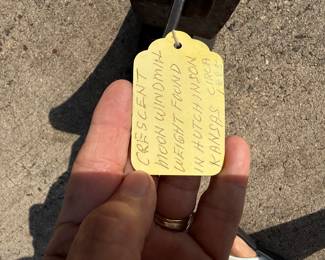 CRESCENT
MOON WINDMILL
WEIGHT FOUND
IN HUTCHINSON
KANSAS CIRCA